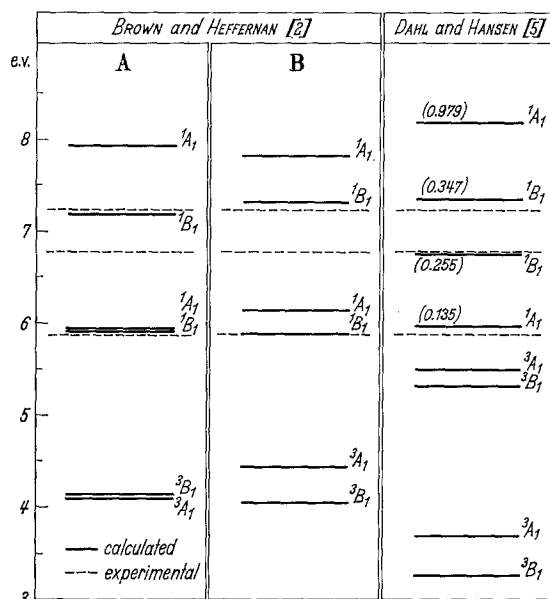 BROWN and HEFFERNAN [2]
DAHL and HANSEN [5]
e.v.
A
B
8
7
6
5
4
3
¹A₁
¹B₁
¹A₁
¹B₁
³B₁
³A₁
calculated
experimental
¹A₁.
¹B₁
¹A₁
¹B₁
³A₁
³B₁
(0.979)
¹A₁
(0.347)
¹B₁
¹B₁
(0.255)
(0.135)
¹A₁
³A₁
³B₁
³A₁
³B₁